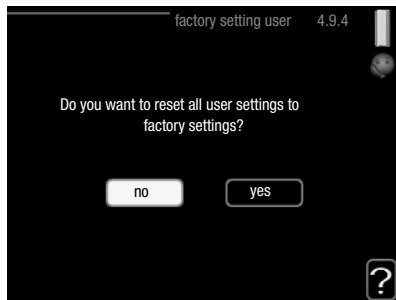 factory setting user 4.9.4
Do you want to reset all user settings to
factory settings?
no yes
?